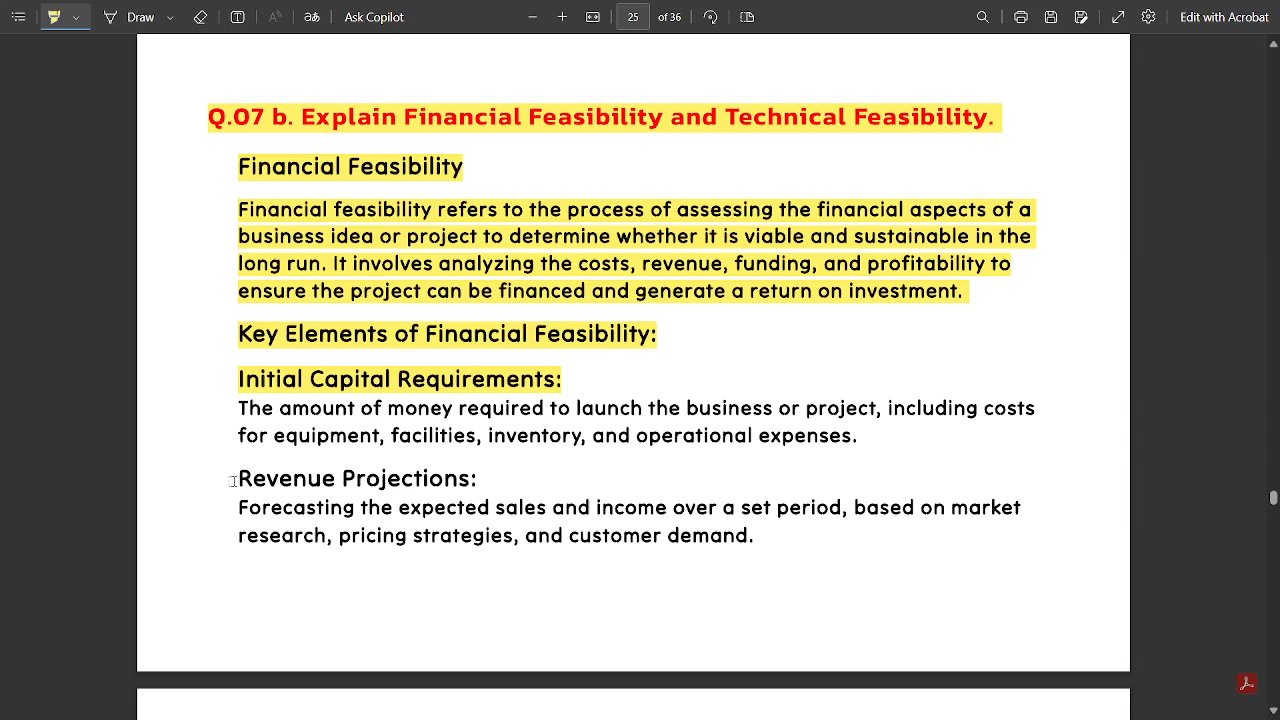 Draw
Ask Copilot
25 of 36
Edit with Acrobat
Q.07 b. Explain Financial Feasibility and Technical Feasibility.
Financial Feasibility
Financial feasibility refers to the process of assessing the financial aspects of a
business idea or project to determine whether it is viable and sustainable in the
long run. It involves analyzing the costs, revenue, funding, and profitability to
ensure the project can be financed and generate a return on investment.
Key Elements of Financial Feasibility:
Initial Capital Requirements:
The amount of money required to launch the business or project, including costs
for equipment, facilities, inventory, and operational expenses.
Revenue Projections:
Forecasting the expected sales and income over a set period, based on market
research, pricing strategies, and customer demand.